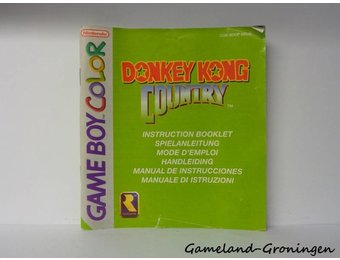 Nintendo
GAME BOY COLOR
DONKEY KONG
COUNTRY
TM
INSTRUCTION BOOKLET
SPIELANLEITUNG
MODE D'EMPLOI
HANDLEIDING
MANUAL DE INSTRUCCIONES
MANUALE DI ISTRUZIONI
R
Gameland-Groningen